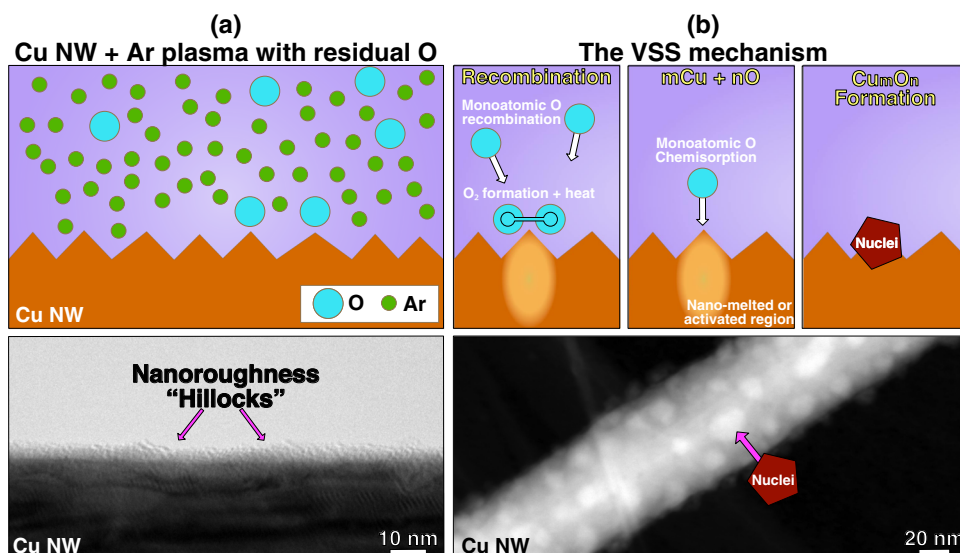 (a)
Cu NW + Ar plasma with residual O
O
Ar
Cu NW
Nanoroughness
“Hillocks”
Cu NW
10 nm
(b)
The VSS mechanism
Recombination
Monoatomic O
recombination
O₂ formation + heat
mCu + nO
Monoatomic O
Chemisorption
Nano-melted or
activated region
CumOn
Formation
Nuclei
Nuclei
Cu NW
20 nm